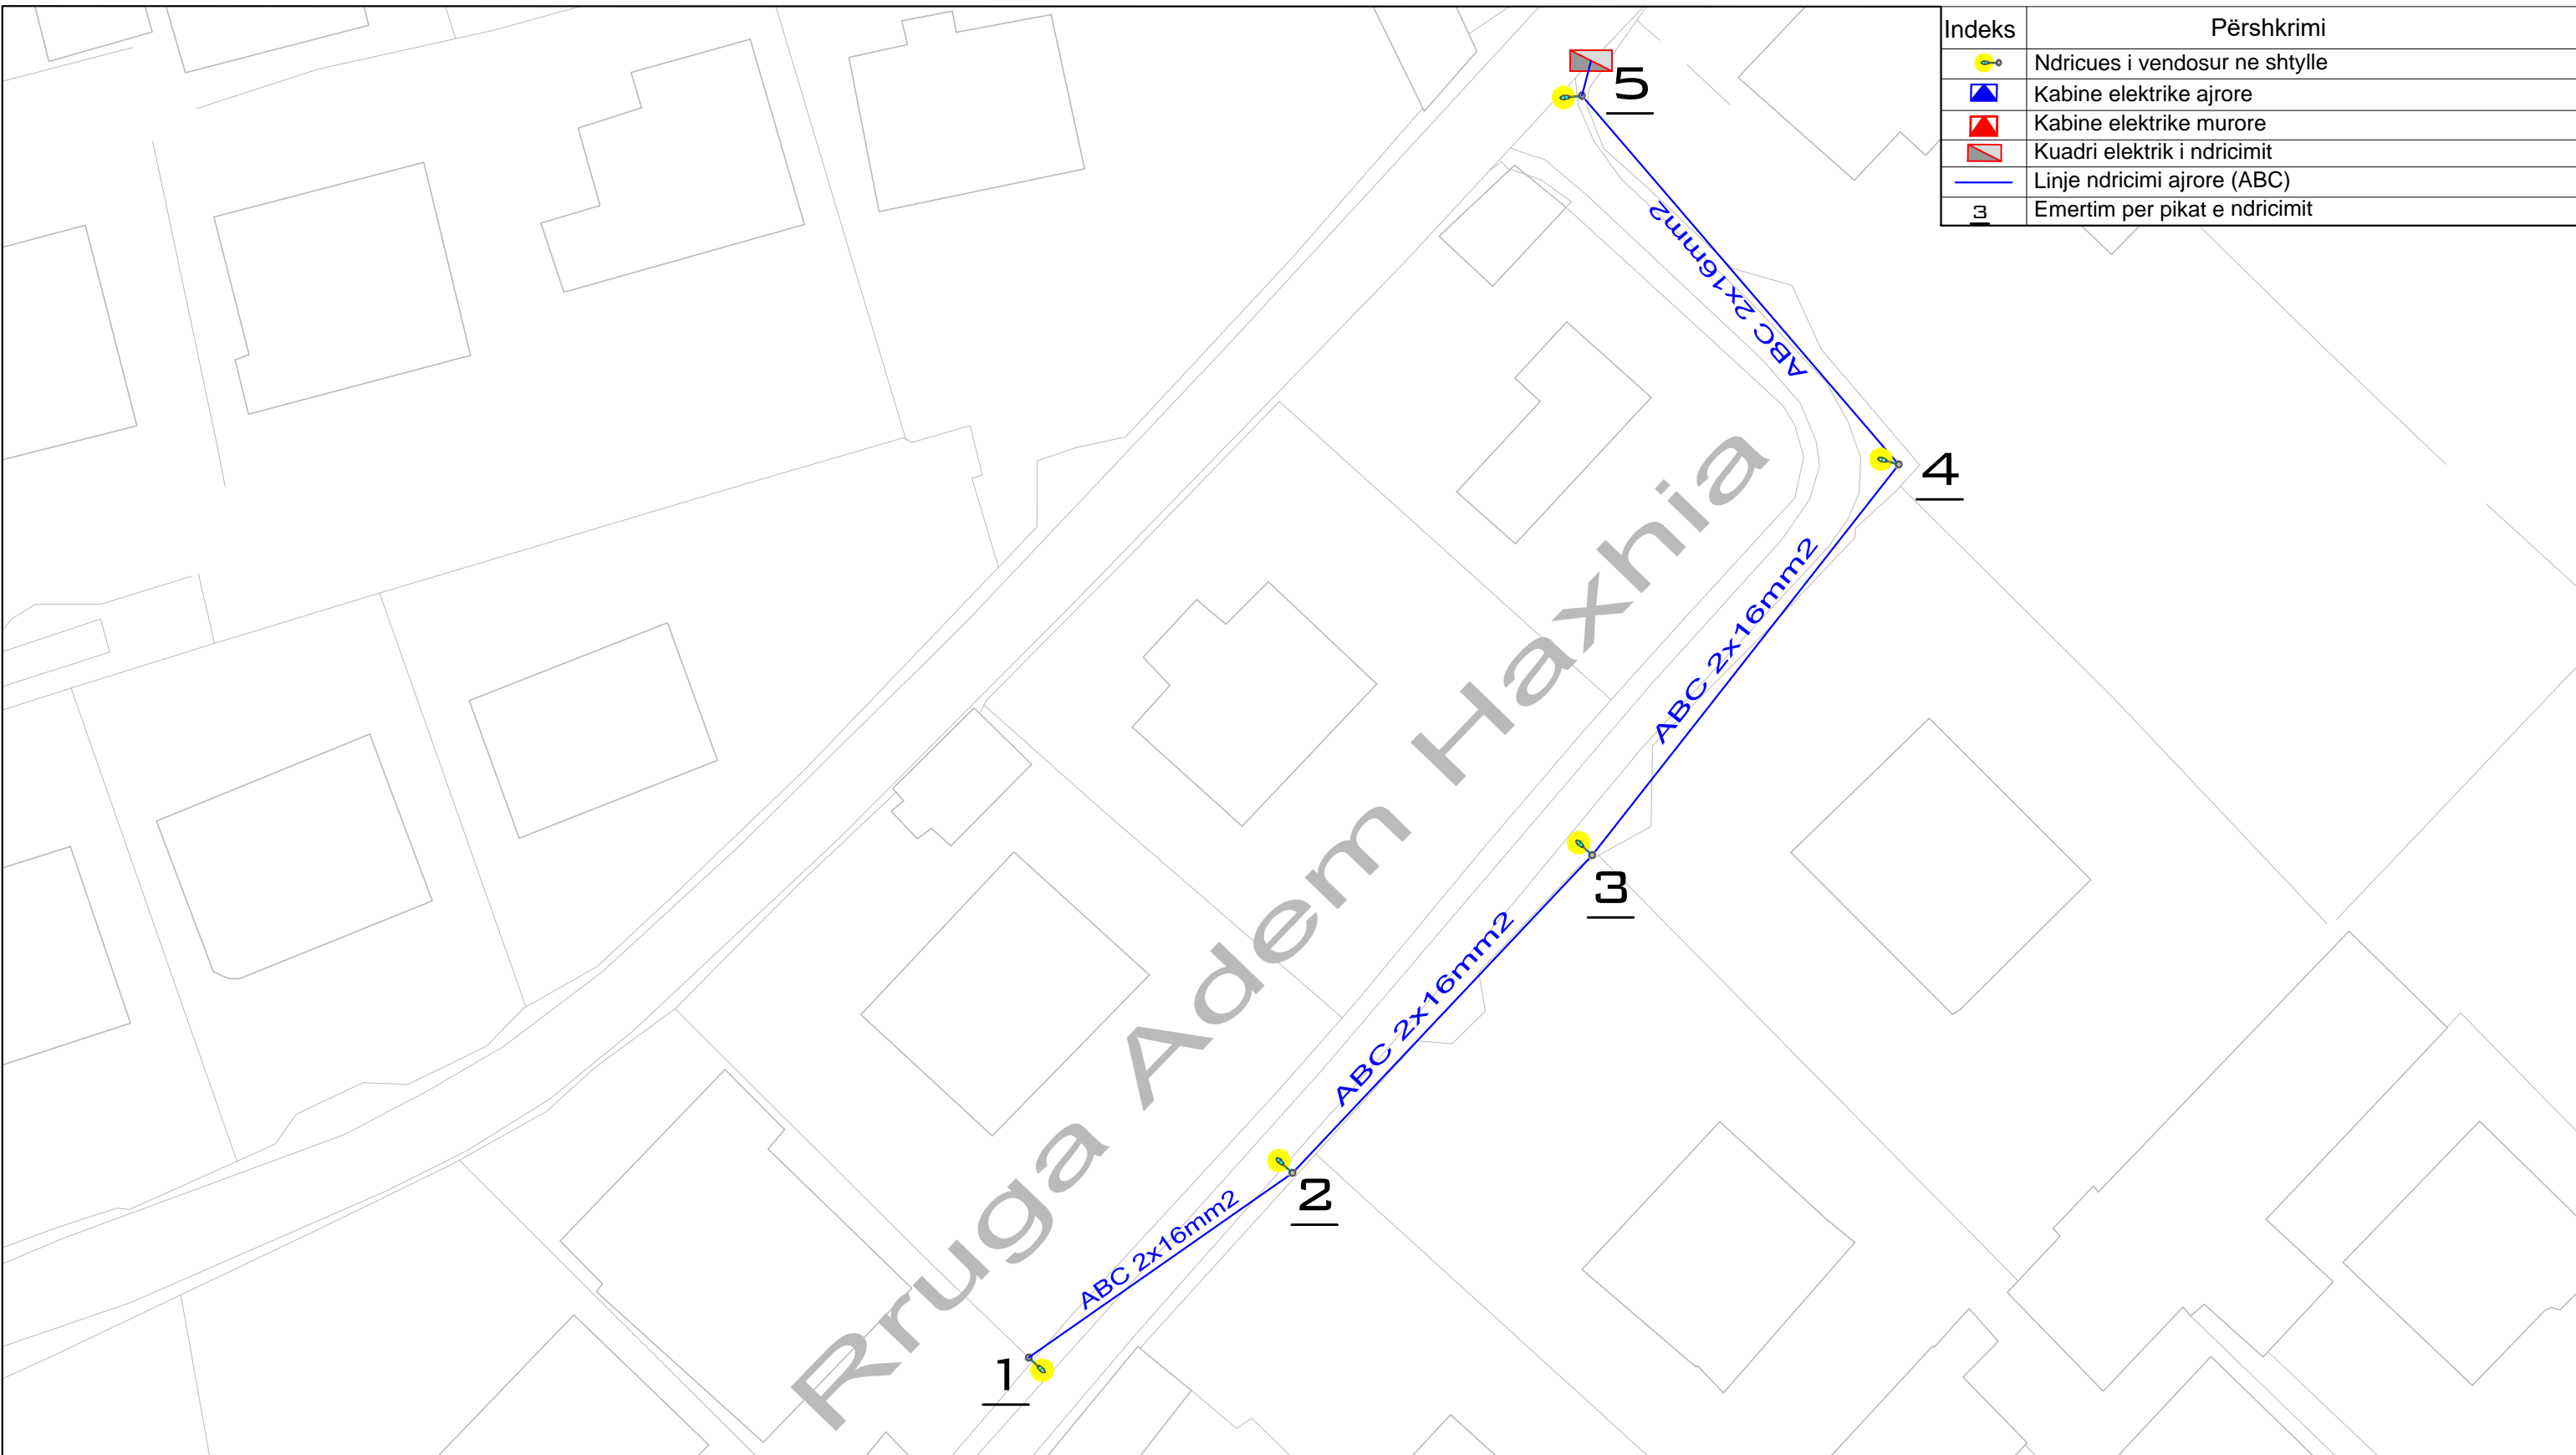 Indeks Përshkrimi
Ndricues i vendosur ne shtylle
Kabine elektrike ajrore
Kabine elektrike murore
Kuadri elektrik i ndricimit
Linje ndricimi ajrore (ABC)
3 Emertim per pikat e ndricimit
5
ABC 2x16mm2
4
ABC 2x16mm2
Rruga Adem Haxhia
3
ABC 2x16mm2
2
ABC 2x16mm2
1